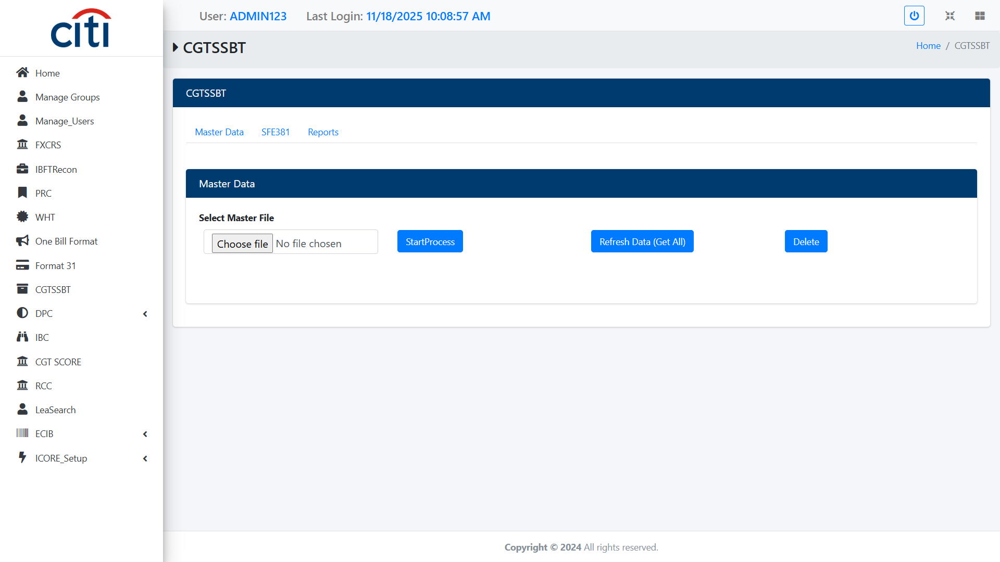 citi
User: ADMIN123 Last Login: 11/18/2025 10:08:57 AM
CGTSSBT
Home / CGTSSBT
Home
Manage Groups
Manage_Users
FXCRS
IBFTRecon
PRC
WHT
One Bill Format
Format 31
CGTSSBT
DPC
IBC
CGT SCORE
RCC
LeaSearch
ECIB
ICORE_Setup
CGTSSBT
Master Data SFE381 Reports
Master Data
Select Master File
Choose file No file chosen StartProcess Refresh Data (Get All) Delete
Copyright © 2024 All rights reserved.